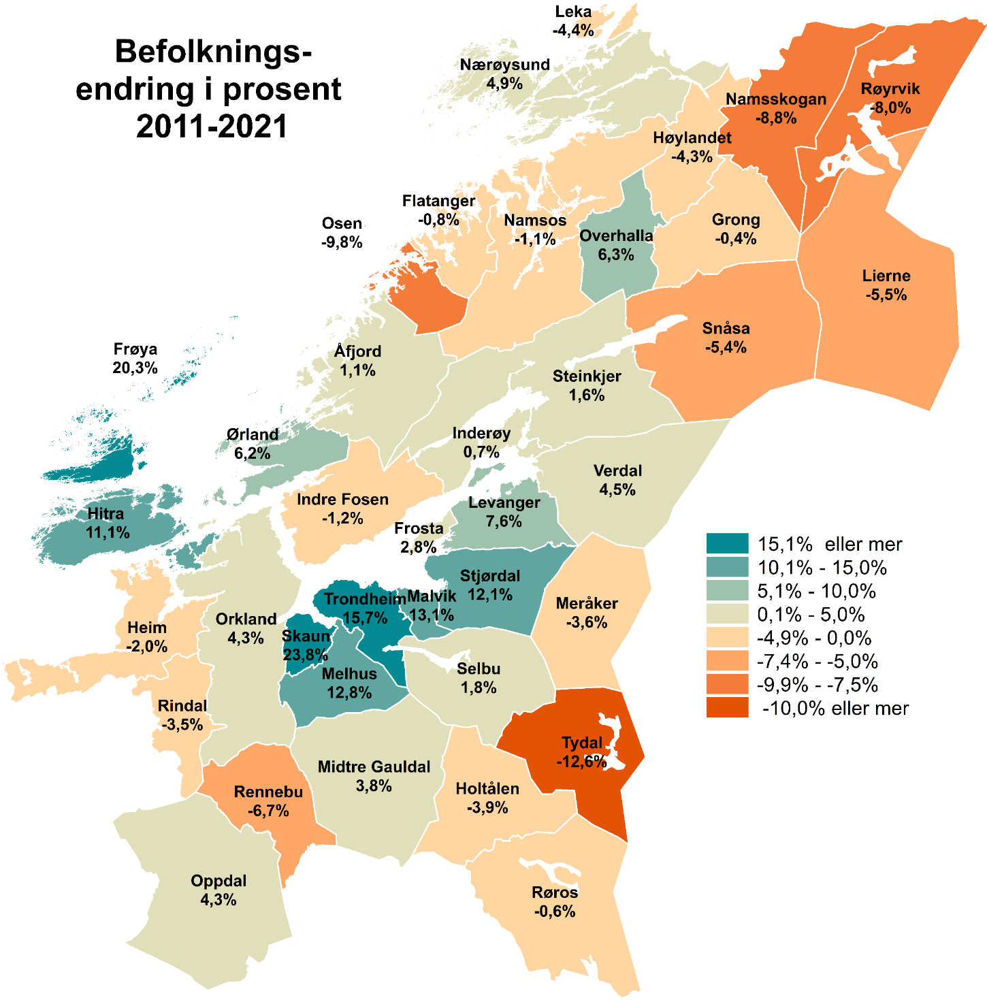 Befolknings-
endring i prosent
2011-2021
Leka
-4,4%
Nærøysund
4,9%
Namsskogan
-8,8%
Røyrvik
-8,0%
Høylandet
-4,3%
Flatanger
-0,8%
Osen
-9,8%
Namsos
-1,1%
Overhalla
6,3%
Grong
-0,4%
Lierne
-5,5%
Snåsa
-5,4%
Frøya
20,3%
Åfjord
1,1%
Steinkjer
1,6%
Ørland
6,2%
Inderøy
0,7%
Verdal
4,5%
Hitra
11,1%
Indre Fosen
-1,2%
Levanger
7,6%
Frosta
2,8%
Stjørdal
12,1%
Trondheim
15,7%
Malvik
13,1%
Meråker
-3,6%
Heim
-2,0%
Orkland
4,3%
Skaun
23,8%
Melhus
12,8%
Selbu
1,8%
Rindal
-3,5%
Tydal
-12,6%
Midtre Gauldal
3,8%
Rennebu
-6,7%
Holtålen
-3,9%
Oppdal
4,3%
Røros
-0,6%
15,1% eller mer
10,1% - 15,0%
5,1% - 10,0%
0,1% - 5,0%
-4,9% - 0,0%
-7,4% - -5,0%
-9,9% - -7,5%
-10,0% eller mer